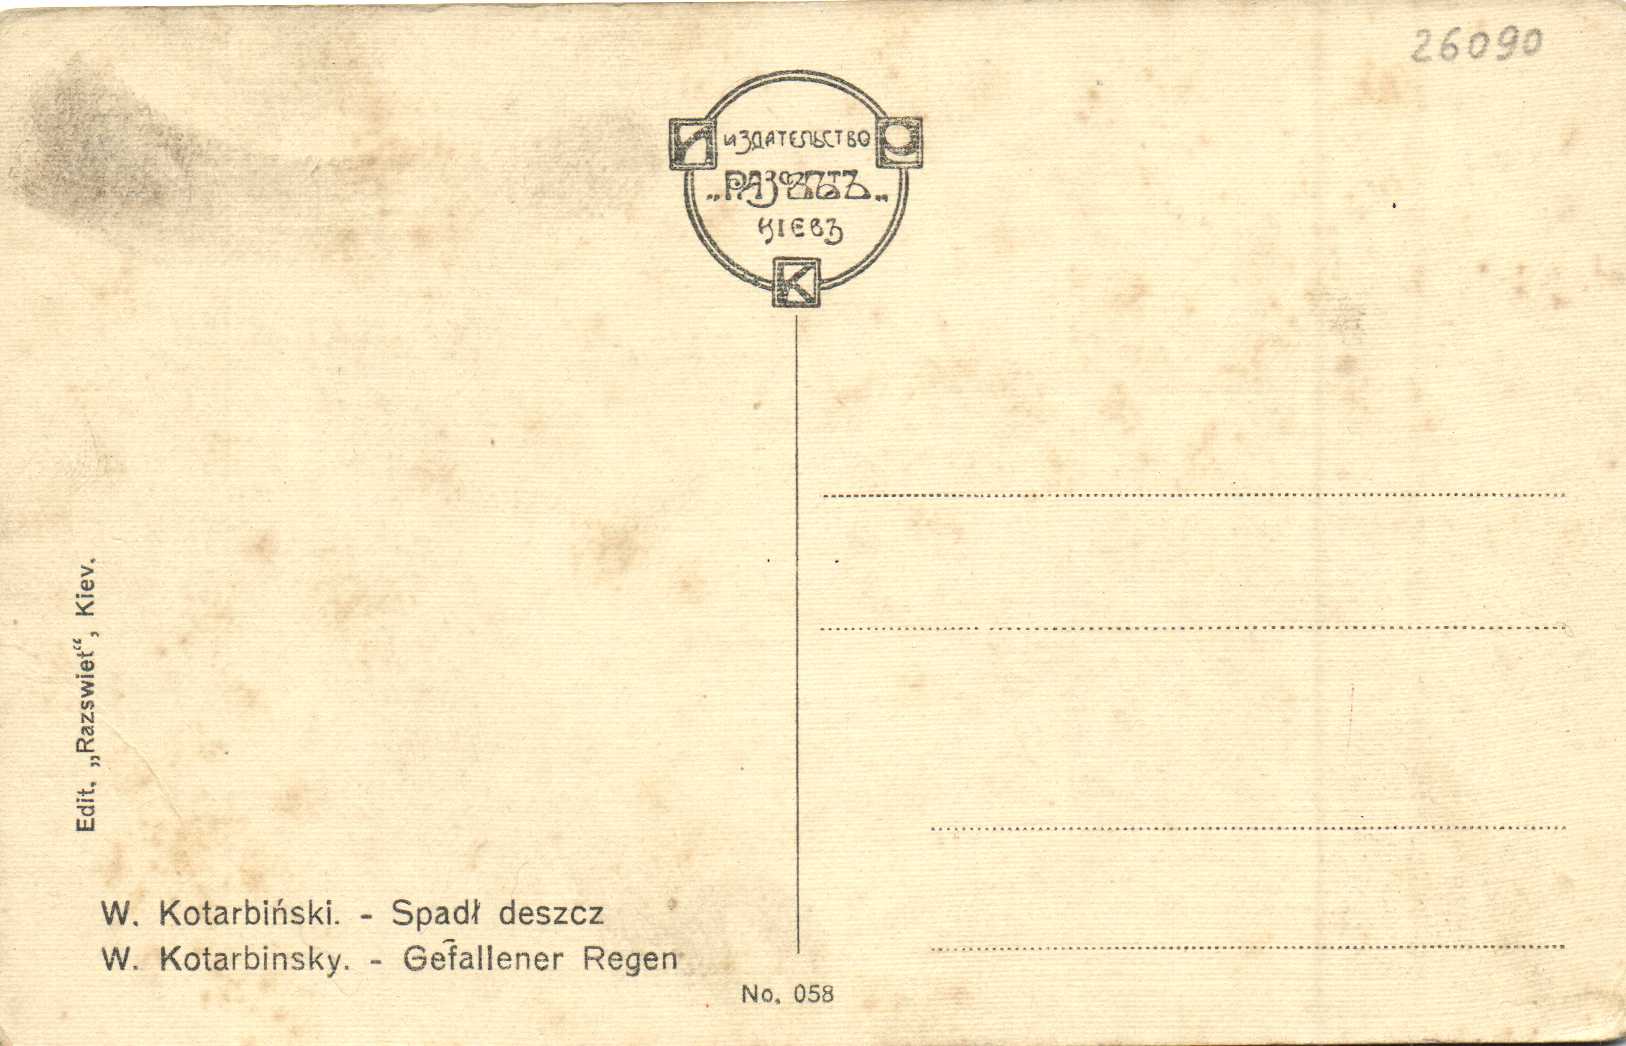 26090
ИЗДАТЕЛЬСТВО
„РАЗСВѢТЪ„
КІЕВЪ
К
Edit. „Razswiet“, Kiev.
W. Kotarbiński. - Spadł deszcz
W. Kotarbinsky. - Gefallener Regen
No. 058